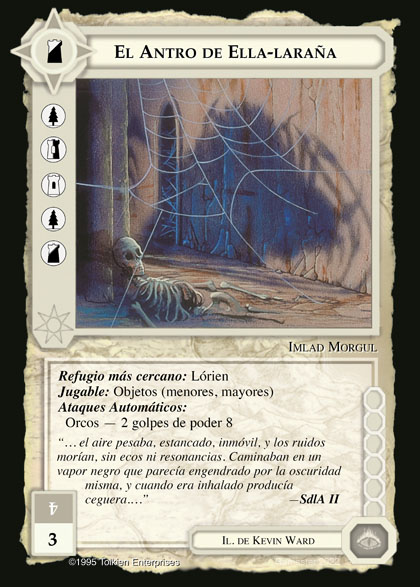 El Antro de Ella-laraña
Imlad Morgul
Refugio más cercano: Lórien
Jugable: Objetos (menores, mayores)
Ataques Automáticos:
Orcos — 2 golpes de poder 8
“… el aire pesaba, estancado, inmóvil, y los ruidos
morían, sin ecos ni resonancias. Caminaban en un
vapor negro que parecía engendrado por la oscuridad
misma, y cuando era inhalado producía
ceguera.…” —SdlA II
3
Il. de Kevin Ward
©1995 Tolkien Enterprises